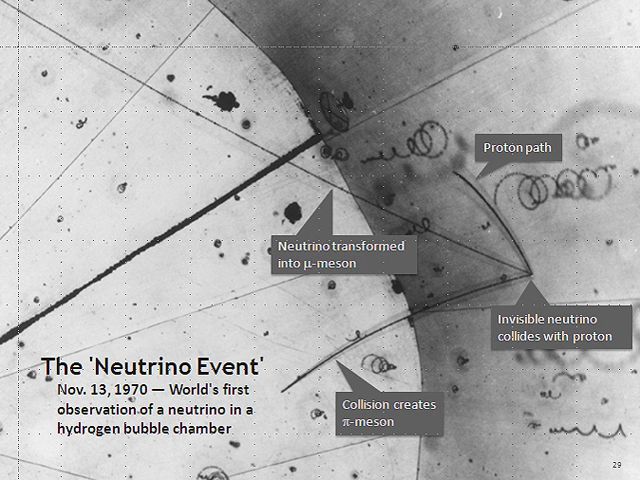 Proton path
Neutrino transformed
into μ-meson
Invisible neutrino
collides with proton
The 'Neutrino Event'
Nov. 13, 1970 — World's first
observation of a neutrino in a
hydrogen bubble chamber
Collision creates
π-meson
29